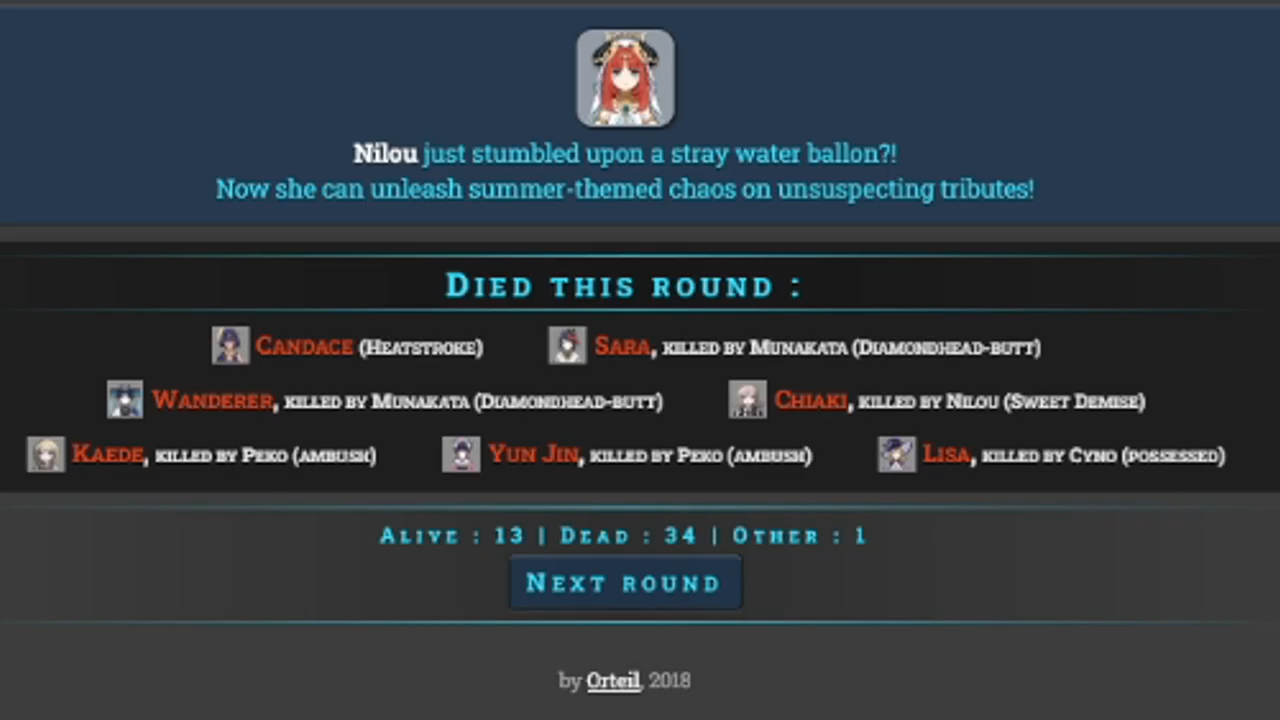 Nilou just stumbled upon a stray water ballon?!
Now she can unleash summer-themed chaos on unsuspecting tributes!
Died this round :
Candace (Heatstroke) Sara, killed by Munakata (Diamondhead-butt)
Wanderer, killed by Munakata (Diamondhead-butt) Chiaki, killed by Nilou (Sweet Demise)
Kaede, killed by Peko (ambush) Yun Jin, killed by Peko (ambush) Lisa, killed by Cyno (possessed)
Alive : 13 | Dead : 34 | Other : 1
Next round
by Orteil, 2018